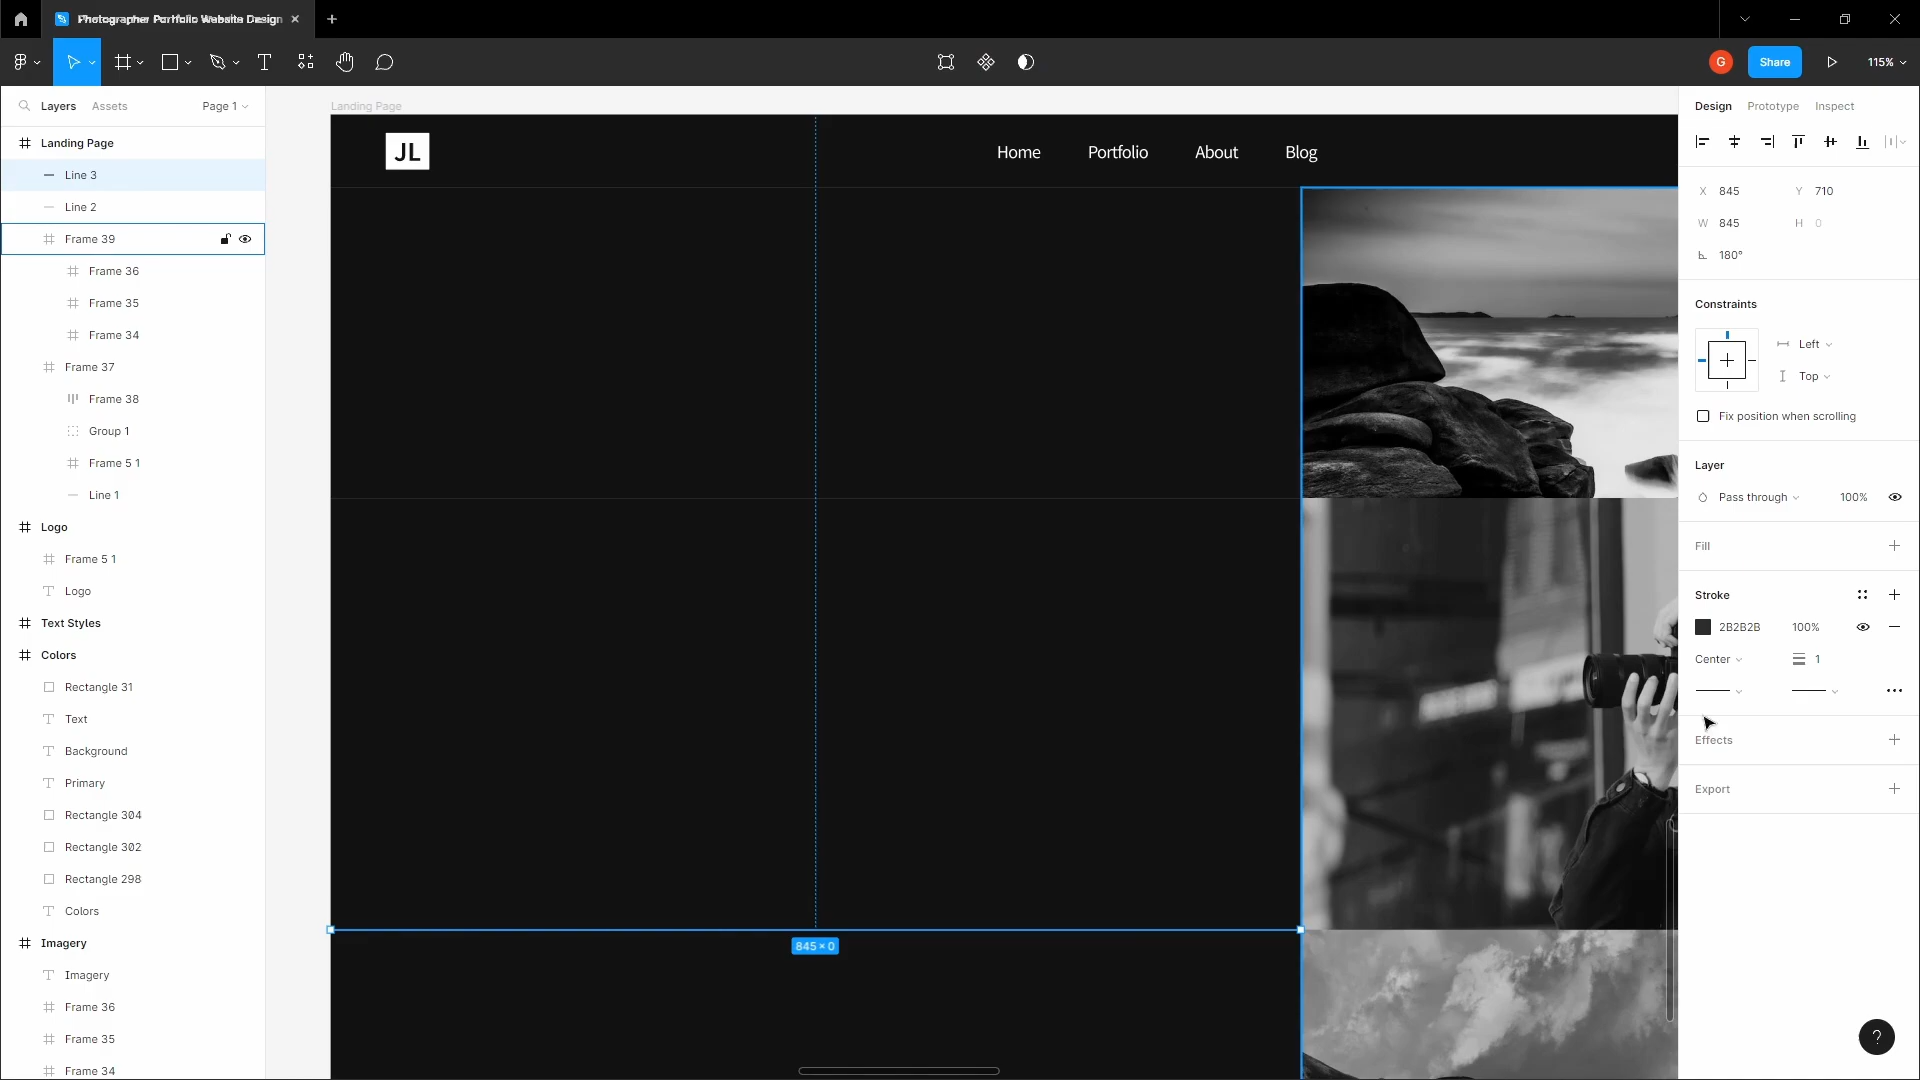 Photographer Portfolio Website Design
Share
115%
G
Layers
Assets
Page 1
Landing Page
Line 3
Line 2
Frame 39
Frame 36
Frame 35
Frame 34
Frame 37
Frame 38
Group 1
Frame 5 1
Line 1
Logo
Frame 5 1
Logo
Text Styles
Colors
Rectangle 31
Text
Background
Primary
Rectangle 304
Rectangle 302
Rectangle 298
Colors
Imagery
Imagery
Frame 36
Frame 35
Frame 34
Landing Page
JL
Home
Portfolio
About
Blog
845 × 0
Design
Prototype
Inspect
X 845
Y 710
W 845
H 0
180°
Constraints
Left
Top
Fix position when scrolling
Layer
Pass through
100%
Fill
Stroke
2B2B2B
100%
Center
1
Effects
Export
?